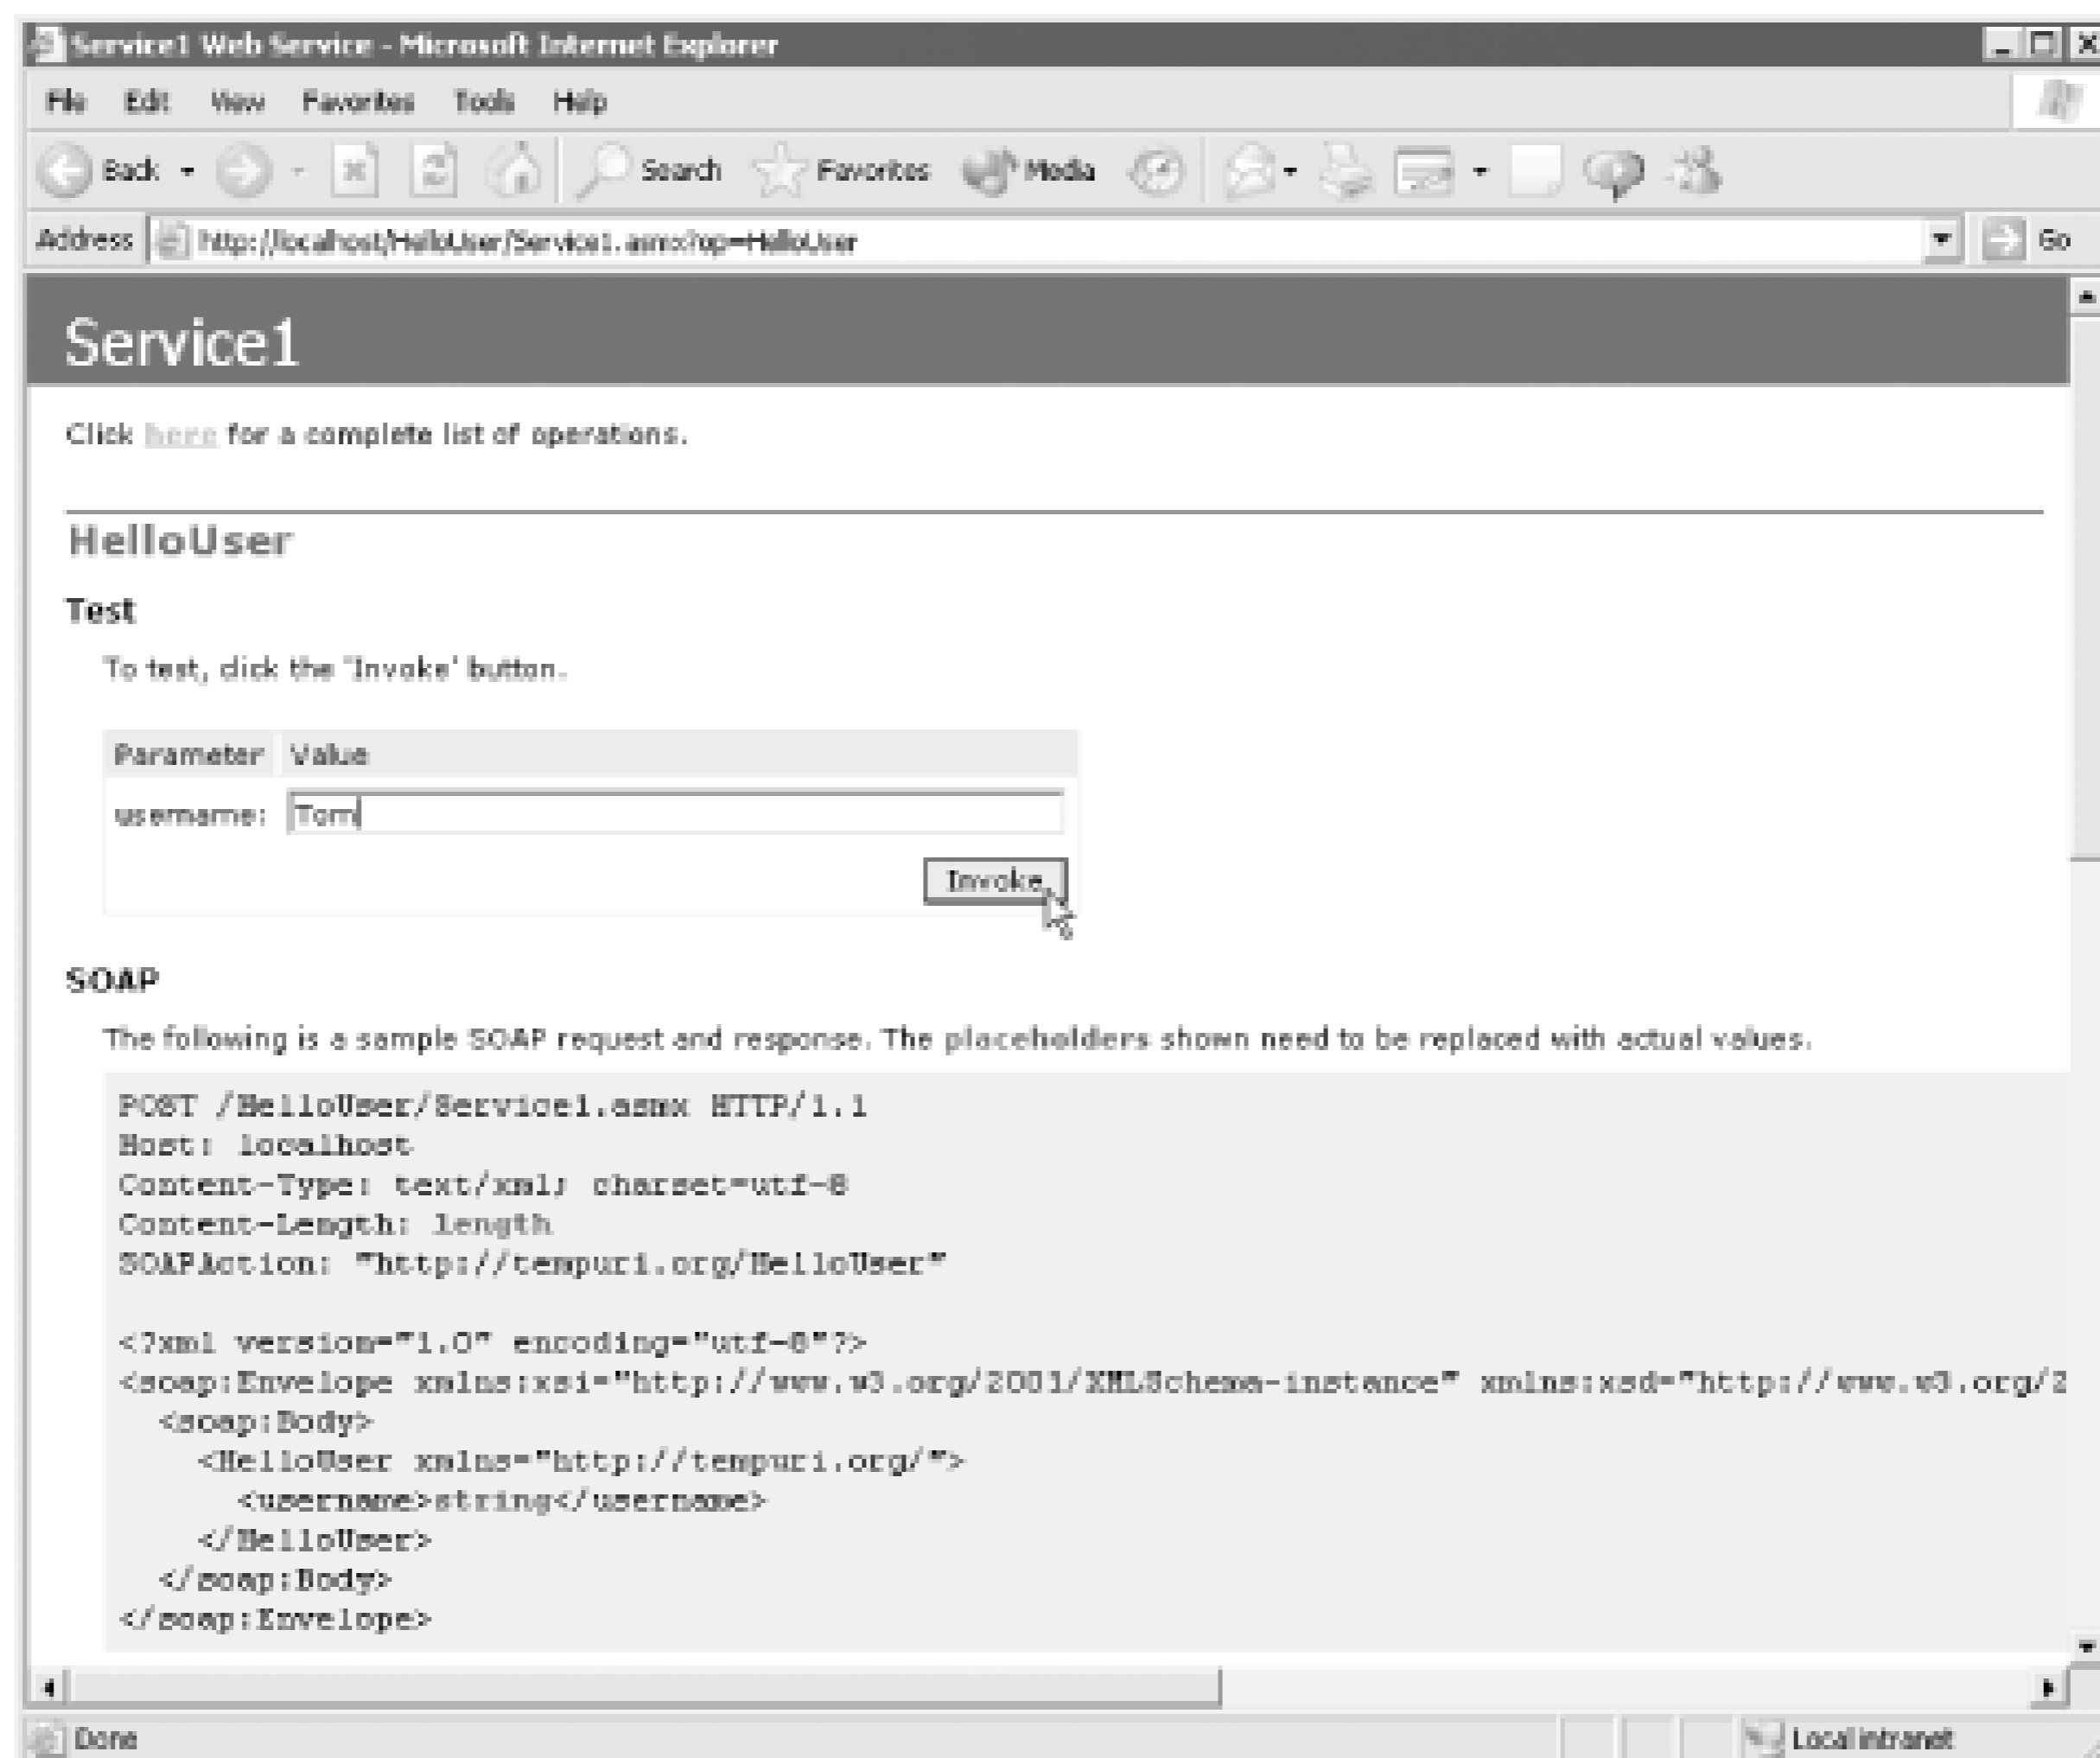 Service1 Web Service - Microsoft Internet Explorer
File Edit View Favorites Tools Help
Back Search Favorites Media
Address http://localhost/HelloUser/Service1.asmx?op=HelloUser Go
Service1
Click here for a complete list of operations.
HelloUser
Test
To test, click the 'Invoke' button.
Parameter Value
username: Tom
Invoke
SOAP
The following is a sample SOAP request and response. The placeholders shown need to be replaced with actual values.
POST /HelloUser/Service1.asmx HTTP/1.1
Host: localhost
Content-Type: text/xml; charset=utf-8
Content-Length: length
SOAPAction: "http://tempuri.org/HelloUser"
<?xml version="1.0" encoding="utf-8"?>
<soap:Envelope xmlns:xsi="http://www.w3.org/2001/XMLSchema-instance" xmlns:xsd="http://www.w3.org/2
<soap:Body>
<HelloUser xmlns="http://tempuri.org/">
<username>string</username>
</HelloUser>
</soap:Body>
</soap:Envelope>
Done Local intranet